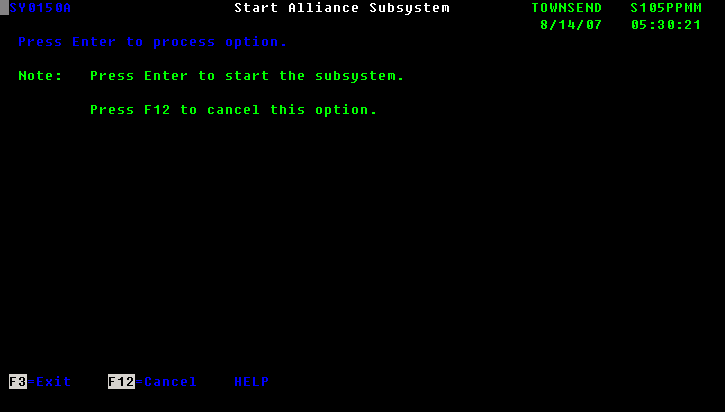 SY8150A Start Alliance Subsystem TOWNSEND S105PPMM
8/14/07 05:30:21
Press Enter to process option.
Note: Press Enter to start the subsystem.
Press F12 to cancel this option.
F3=Exit F12=Cancel HELP